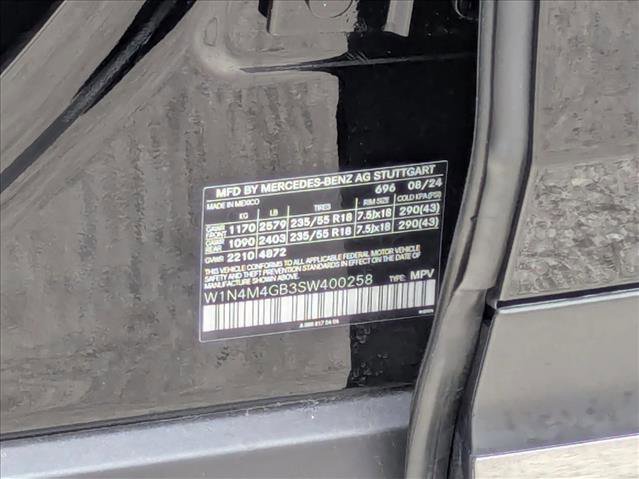 MFD BY MERCEDES-BENZ AG STUTTGART
MADE IN MEXICO 696 08/24
KG LB TIRES RIM SIZE COLD KPA(PSI)
GAWR FRONT 1170 2579 235/55 R18 7.5Jx18 290(43)
GAWR REAR 1090 2403 235/55 R18 7.5Jx18 290(43)
GVWR 2210 4872
THIS VEHICLE CONFORMS TO ALL APPLICABLE FEDERAL MOTOR VEHICLE
SAFETY, BUMPER, AND THEFT PREVENTION STANDARDS IN EFFECT ON THE DATE OF
MANUFACTURE SHOWN ABOVE.
W1N4M4GB3SW400258 TYPE: MPV